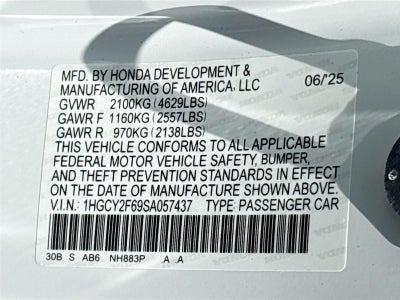 MFD. BY HONDA DEVELOPMENT &
MANUFACTURING OF AMERICA, LLC 06/25
GVWR 2100KG (4629LBS)
GAWR F 1160KG (2557LBS)
GAWR R 970KG (2138LBS)
THIS VEHICLE CONFORMS TO ALL APPLICABLE
FEDERAL MOTOR VEHICLE SAFETY, BUMPER,
AND THEFT PREVENTION STANDARDS IN EFFECT
ON THE DATE OF MANUFACTURE SHOWN ABOVE.
V.I.N. 1HGCY2F69SA057437 TYPE: PASSENGER CAR
30B S AB6 NH883P .A .A